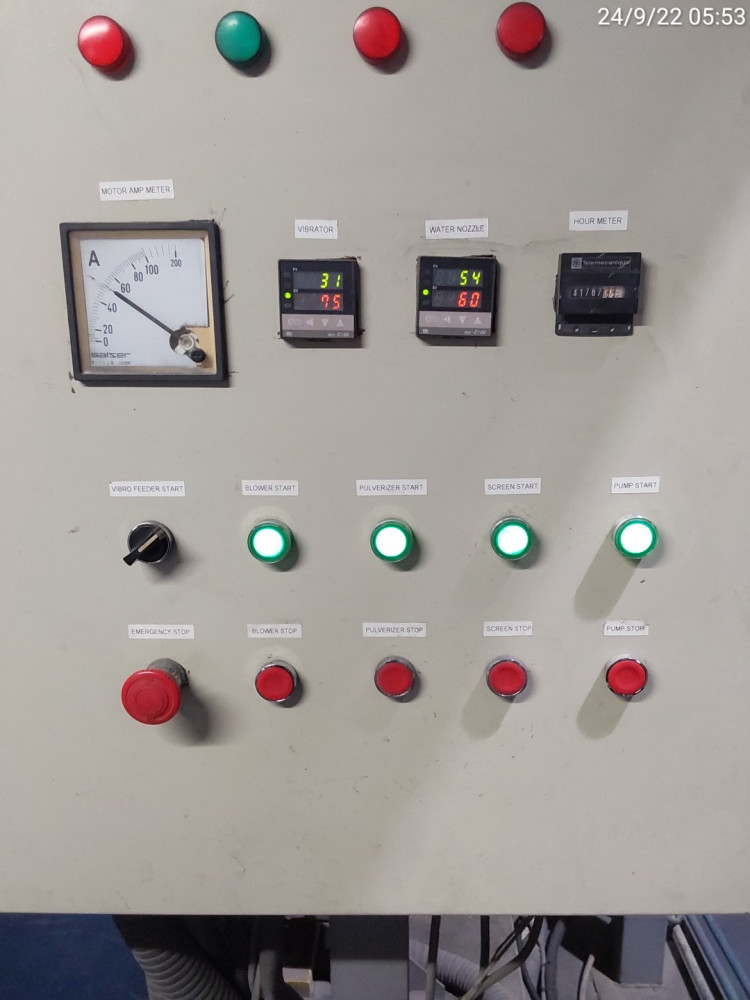 24/9/22 05:53
MOTOR AMP METER
VIBRATOR
WATER NOZZLE
HOUR METER
A
200
100
80
60
40
20
0
salzer
31
75
54
60
Telemecanique
VIBRO FEEDER START
BLOWER START
PULVERIZER START
SCREEN START
PUMP START
EMERGENCY STOP
BLOWER STOP
PULVERIZER STOP
SCREEN STOP
PUMP STOP